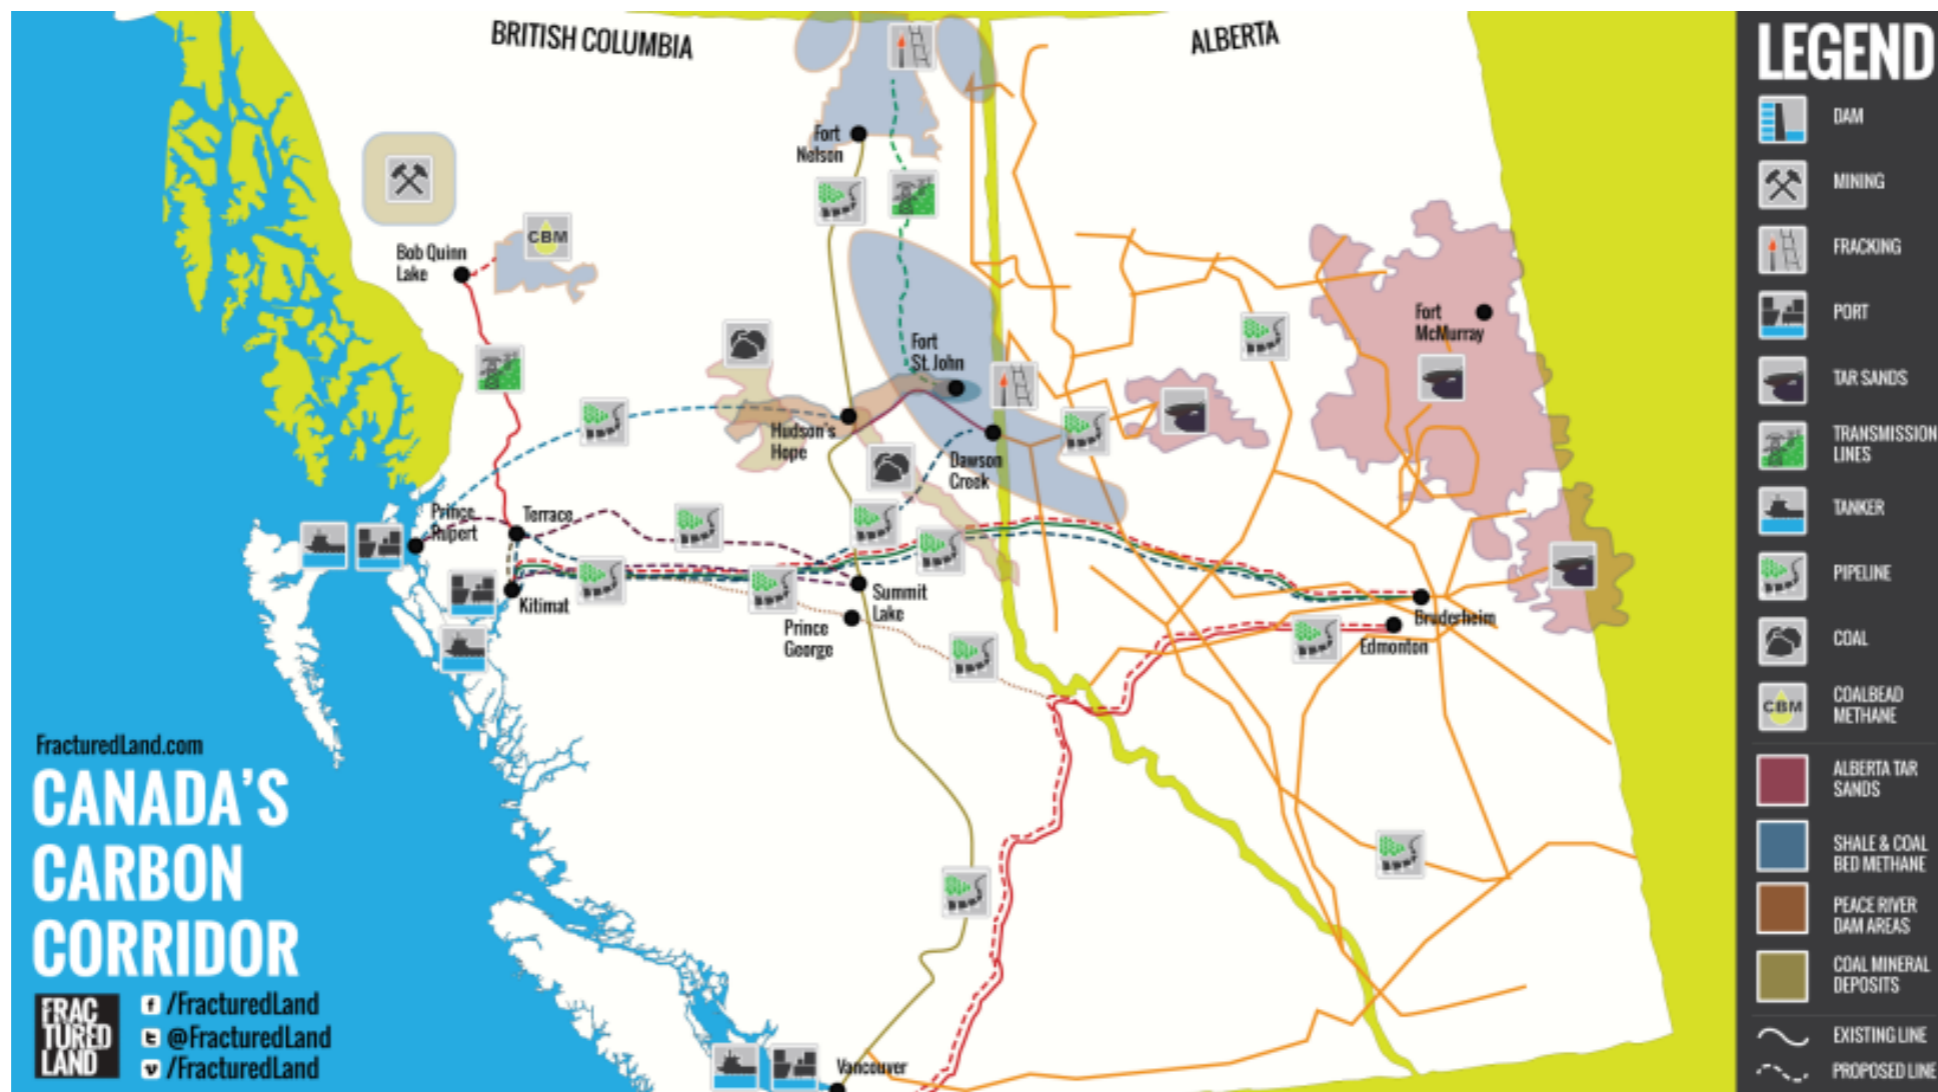 BRITISH COLUMBIA
ALBERTA
Fort
Nelson
Bob Quinn
Lake
CBM
Fort
St. John
Fort
McMurray
Hudson's
Hope
Dawson
Creek
Prince
Rupert
Terrace
Kitimat
Summit
Lake
Prince
George
Bruderheim
Edmonton
Vancouver
FracturedLand.com
CANADA'S
CARBON
CORRIDOR
FRAC
TURED
LAND
f /FracturedLand
t @FracturedLand
v /FracturedLand
LEGEND
DAM
MINING
FRACKING
PORT
TAR SANDS
TRANSMISSION
LINES
TANKER
PIPELINE
COAL
CBM
COALBEAD
METHANE
ALBERTA TAR
SANDS
SHALE & COAL
BED METHANE
PEACE RIVER
DAM AREAS
COAL MINERAL
DEPOSITS
EXISTING LINE
PROPOSED LINE